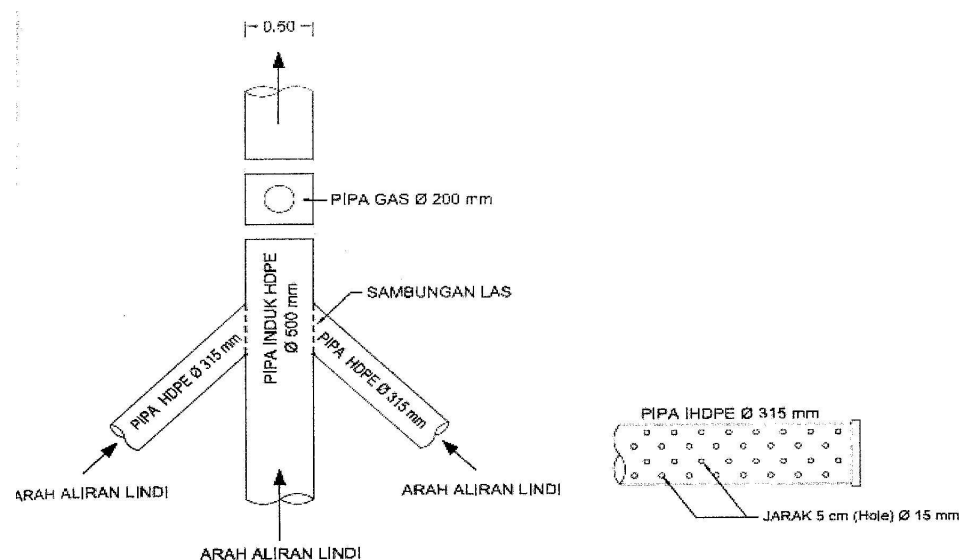 0.50
PIPA GAS Ø 200 mm
PIPA INDUK HDPE
Ø 500 mm
SAMBUNGAN LAS
PIPA HDPE Ø 315 mm
PIPA HDPE Ø 315 mm
ARAH ALIRAN LINDI
ARAH ALIRAN LINDI
ARAH ALIRAN LINDI
PIPA IHDPE Ø 315 mm
JARAK 5 cm (Hole) Ø 15 mm